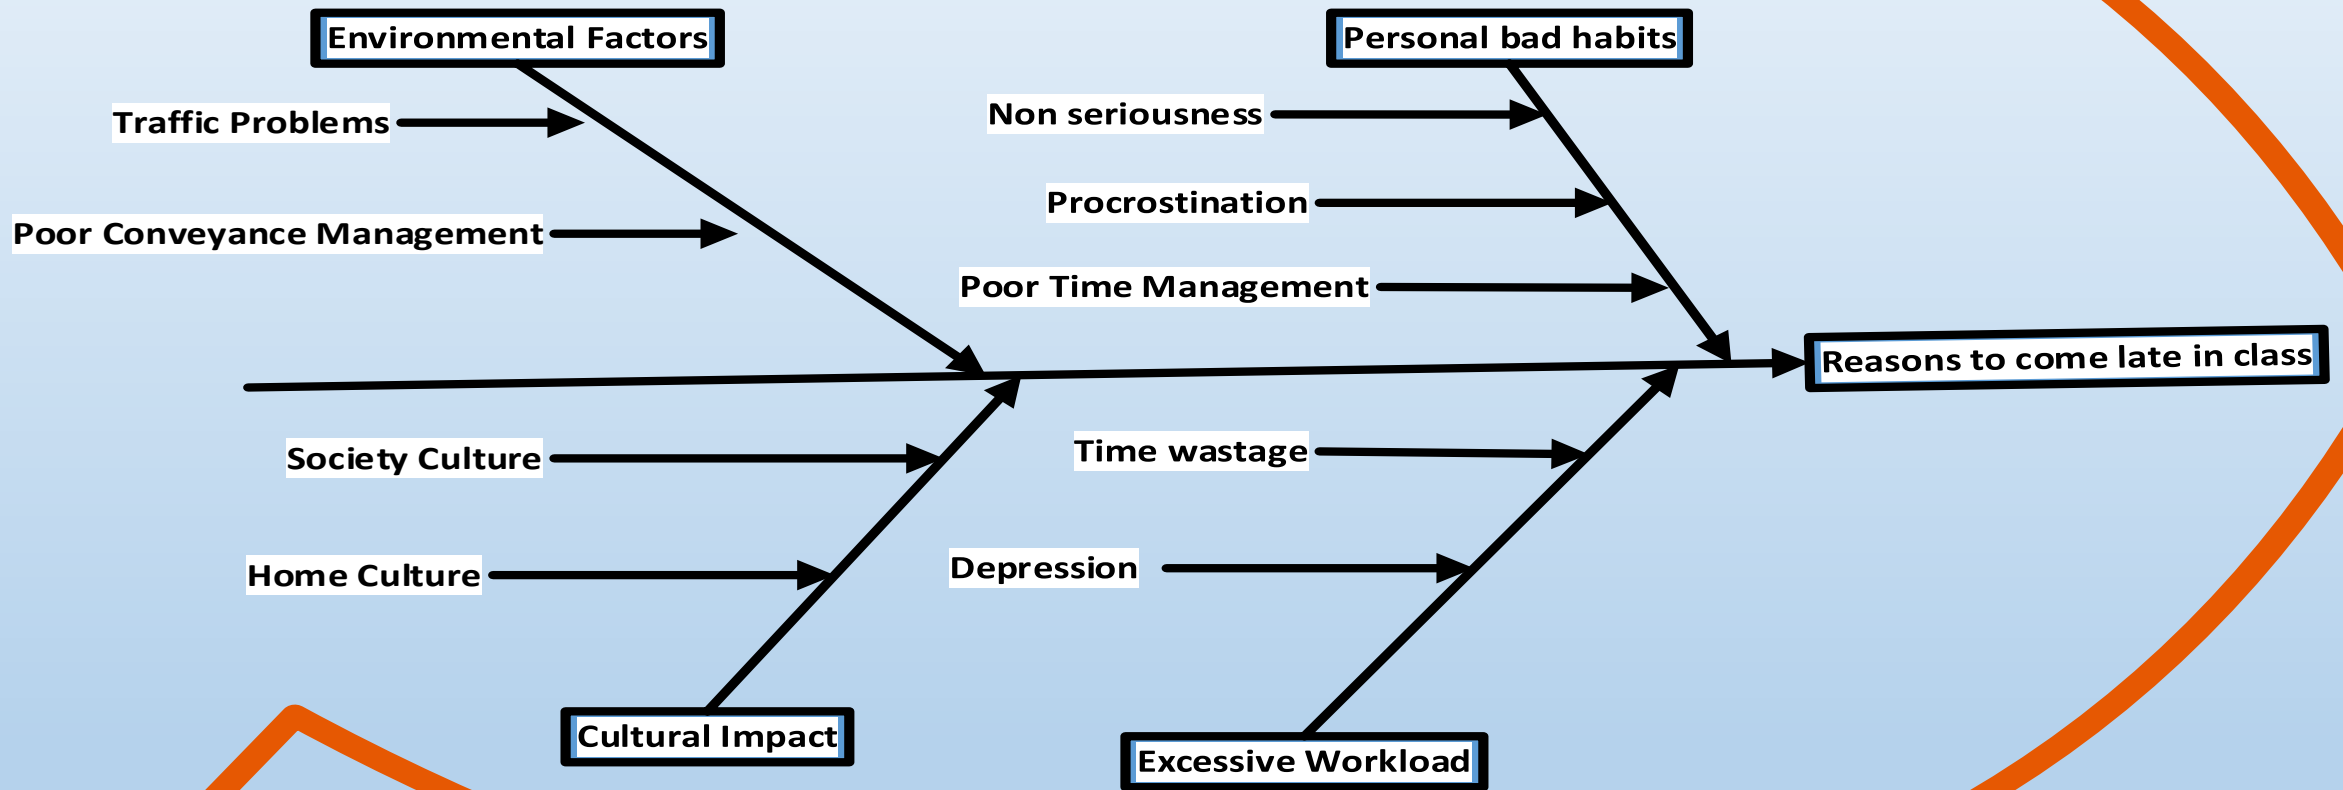 Environmental Factors
Personal bad habits
Traffic Problems
Non seriousness
Procrostination
Poor Conveyance Management
Poor Time Management
Reasons to come late in class
Society Culture
Time wastage
Home Culture
Depression
Cultural Impact
Excessive Workload